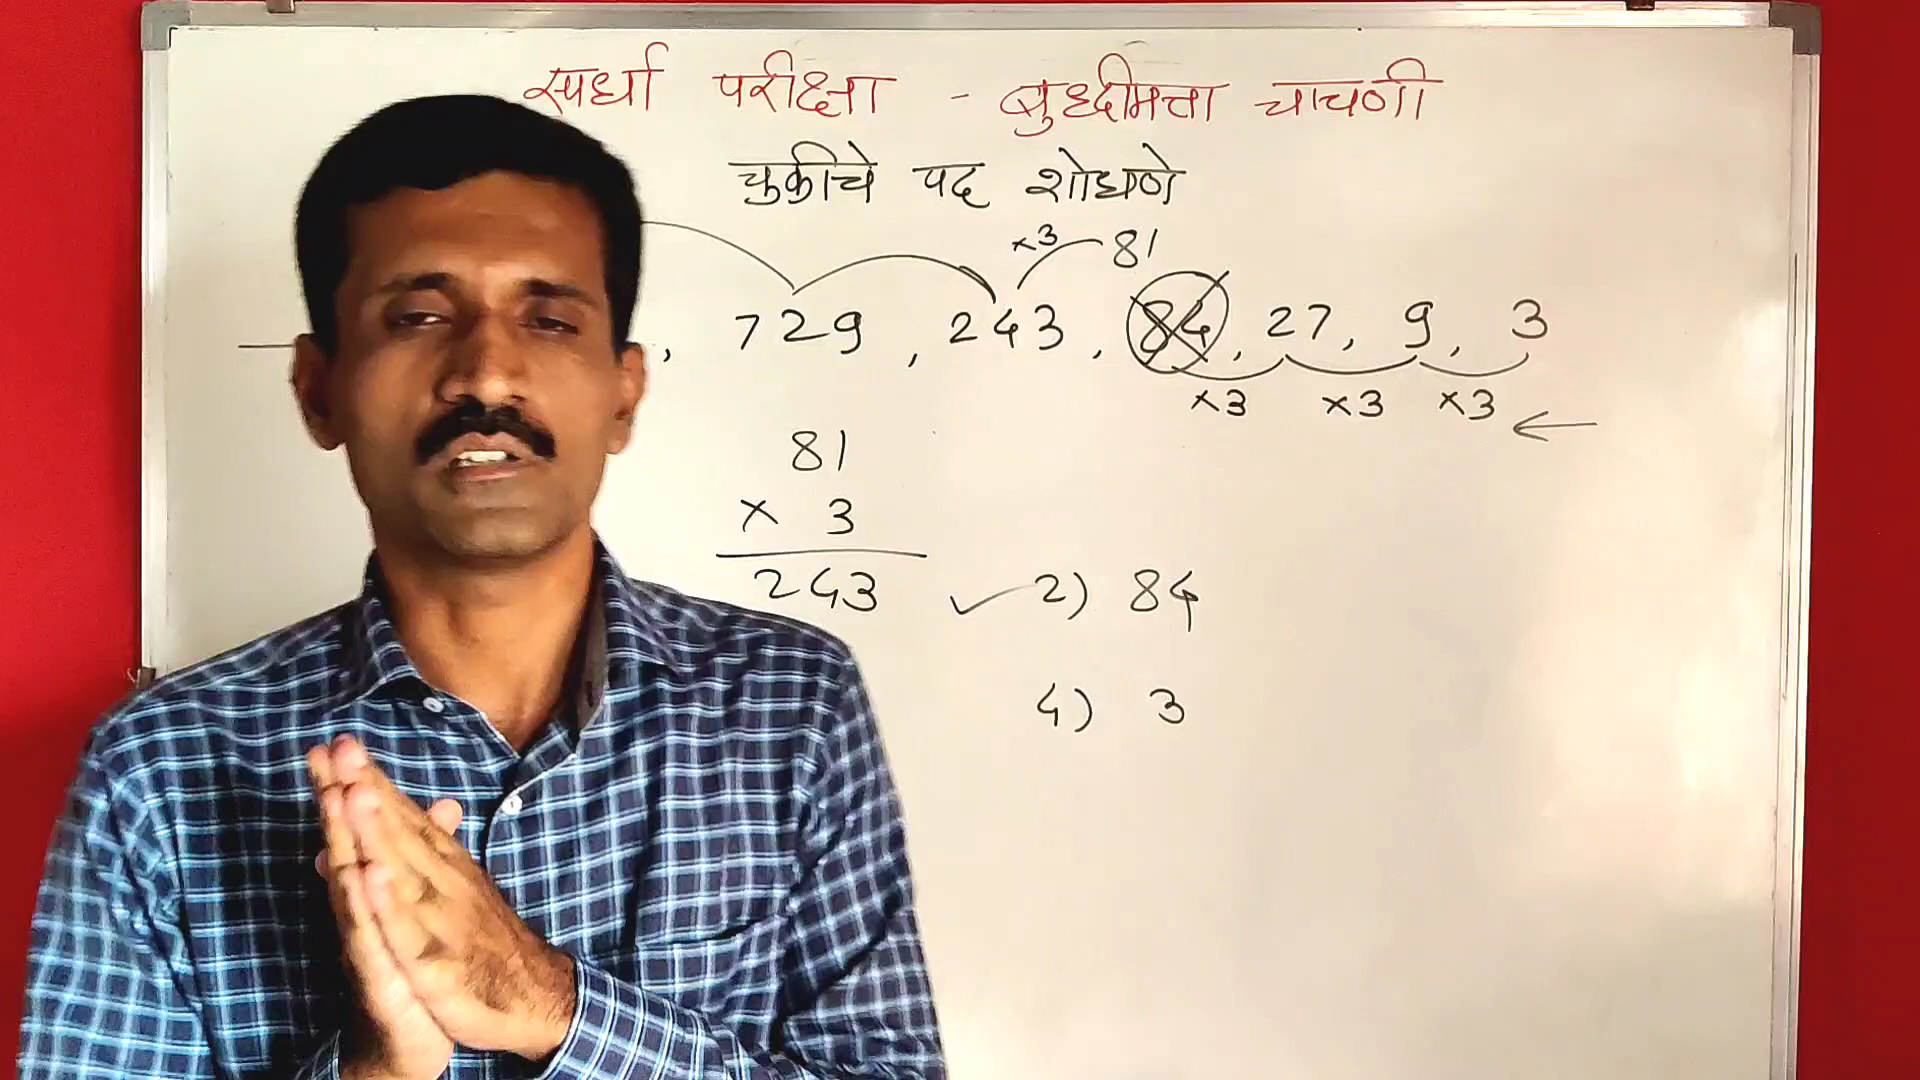 स्पर्धा परीक्षा - बुध्दीमत्ता चाचणी
चुकीचे पद शोधणे
×3 81
, 729, 243, 84, 27, 9, 3
×3 ×3 ×3
81
× 3
243
2) 84
4) 3